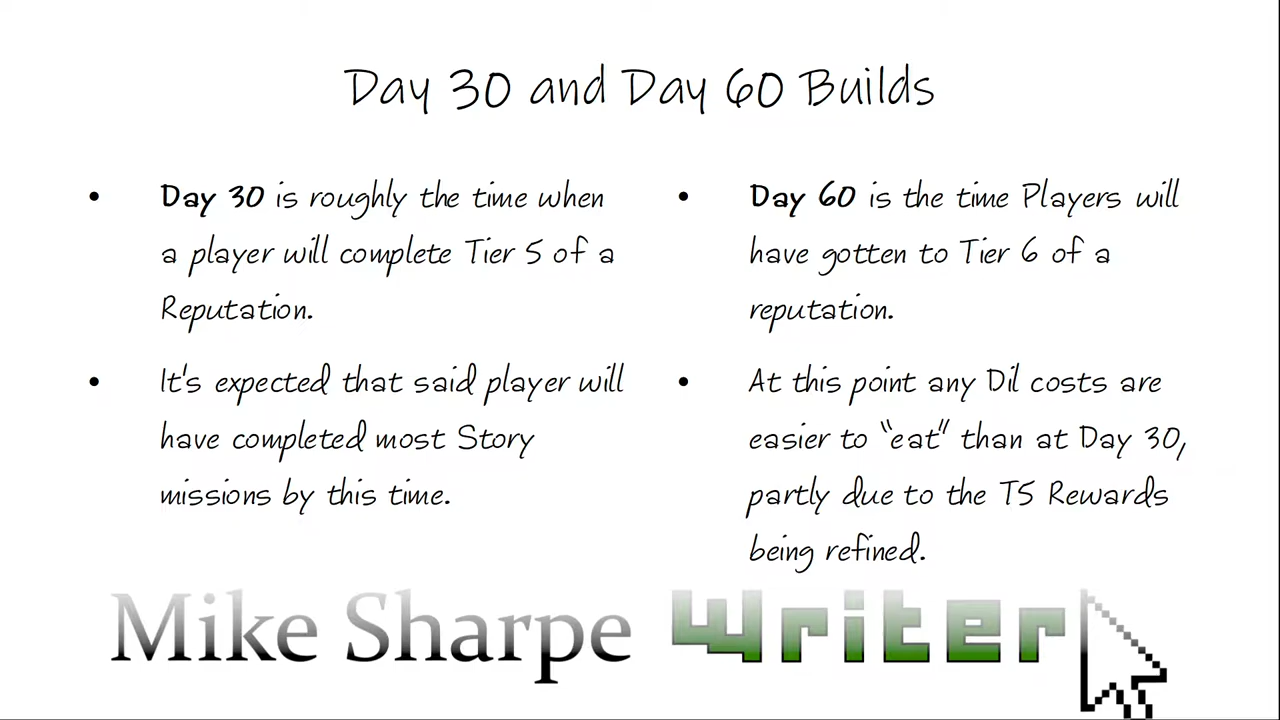 Day 30 and Day 60 Builds
• Day 30 is roughly the time when
a player will complete Tier 5 of a
Reputation.
• It's expected that said player will
have completed most Story
missions by this time.
• Day 60 is the time Players will
have gotten to Tier 6 of a
reputation.
• At this point any Dil costs are
easier to “eat” than at Day 30,
partly due to the T5 Rewards
being refined.
Mike Sharpe Writer